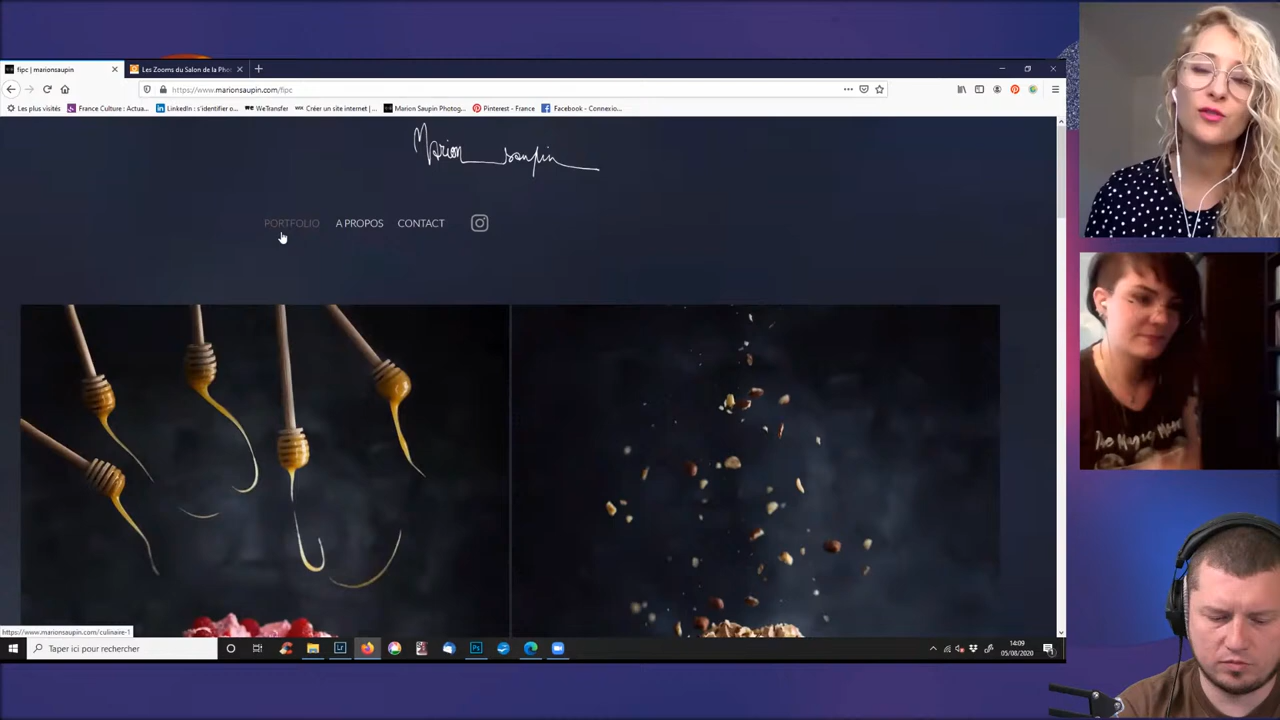 fipc | marionsaupin
Les Zooms du Salon de la Pho
https://www.marionsaupin.com/fipc
Les plus visités
France Culture : Actua...
LinkedIn : s'identifier o...
WeTransfer
Créer un site internet |...
Marion Saupin Photog...
Pinterest - France
Facebook - Connexio...
Marion saupin
PORTFOLIO A PROPOS CONTACT
https://www.marionsaupin.com/culinaire-1
Taper ici pour rechercher
14:09
05/08/2020